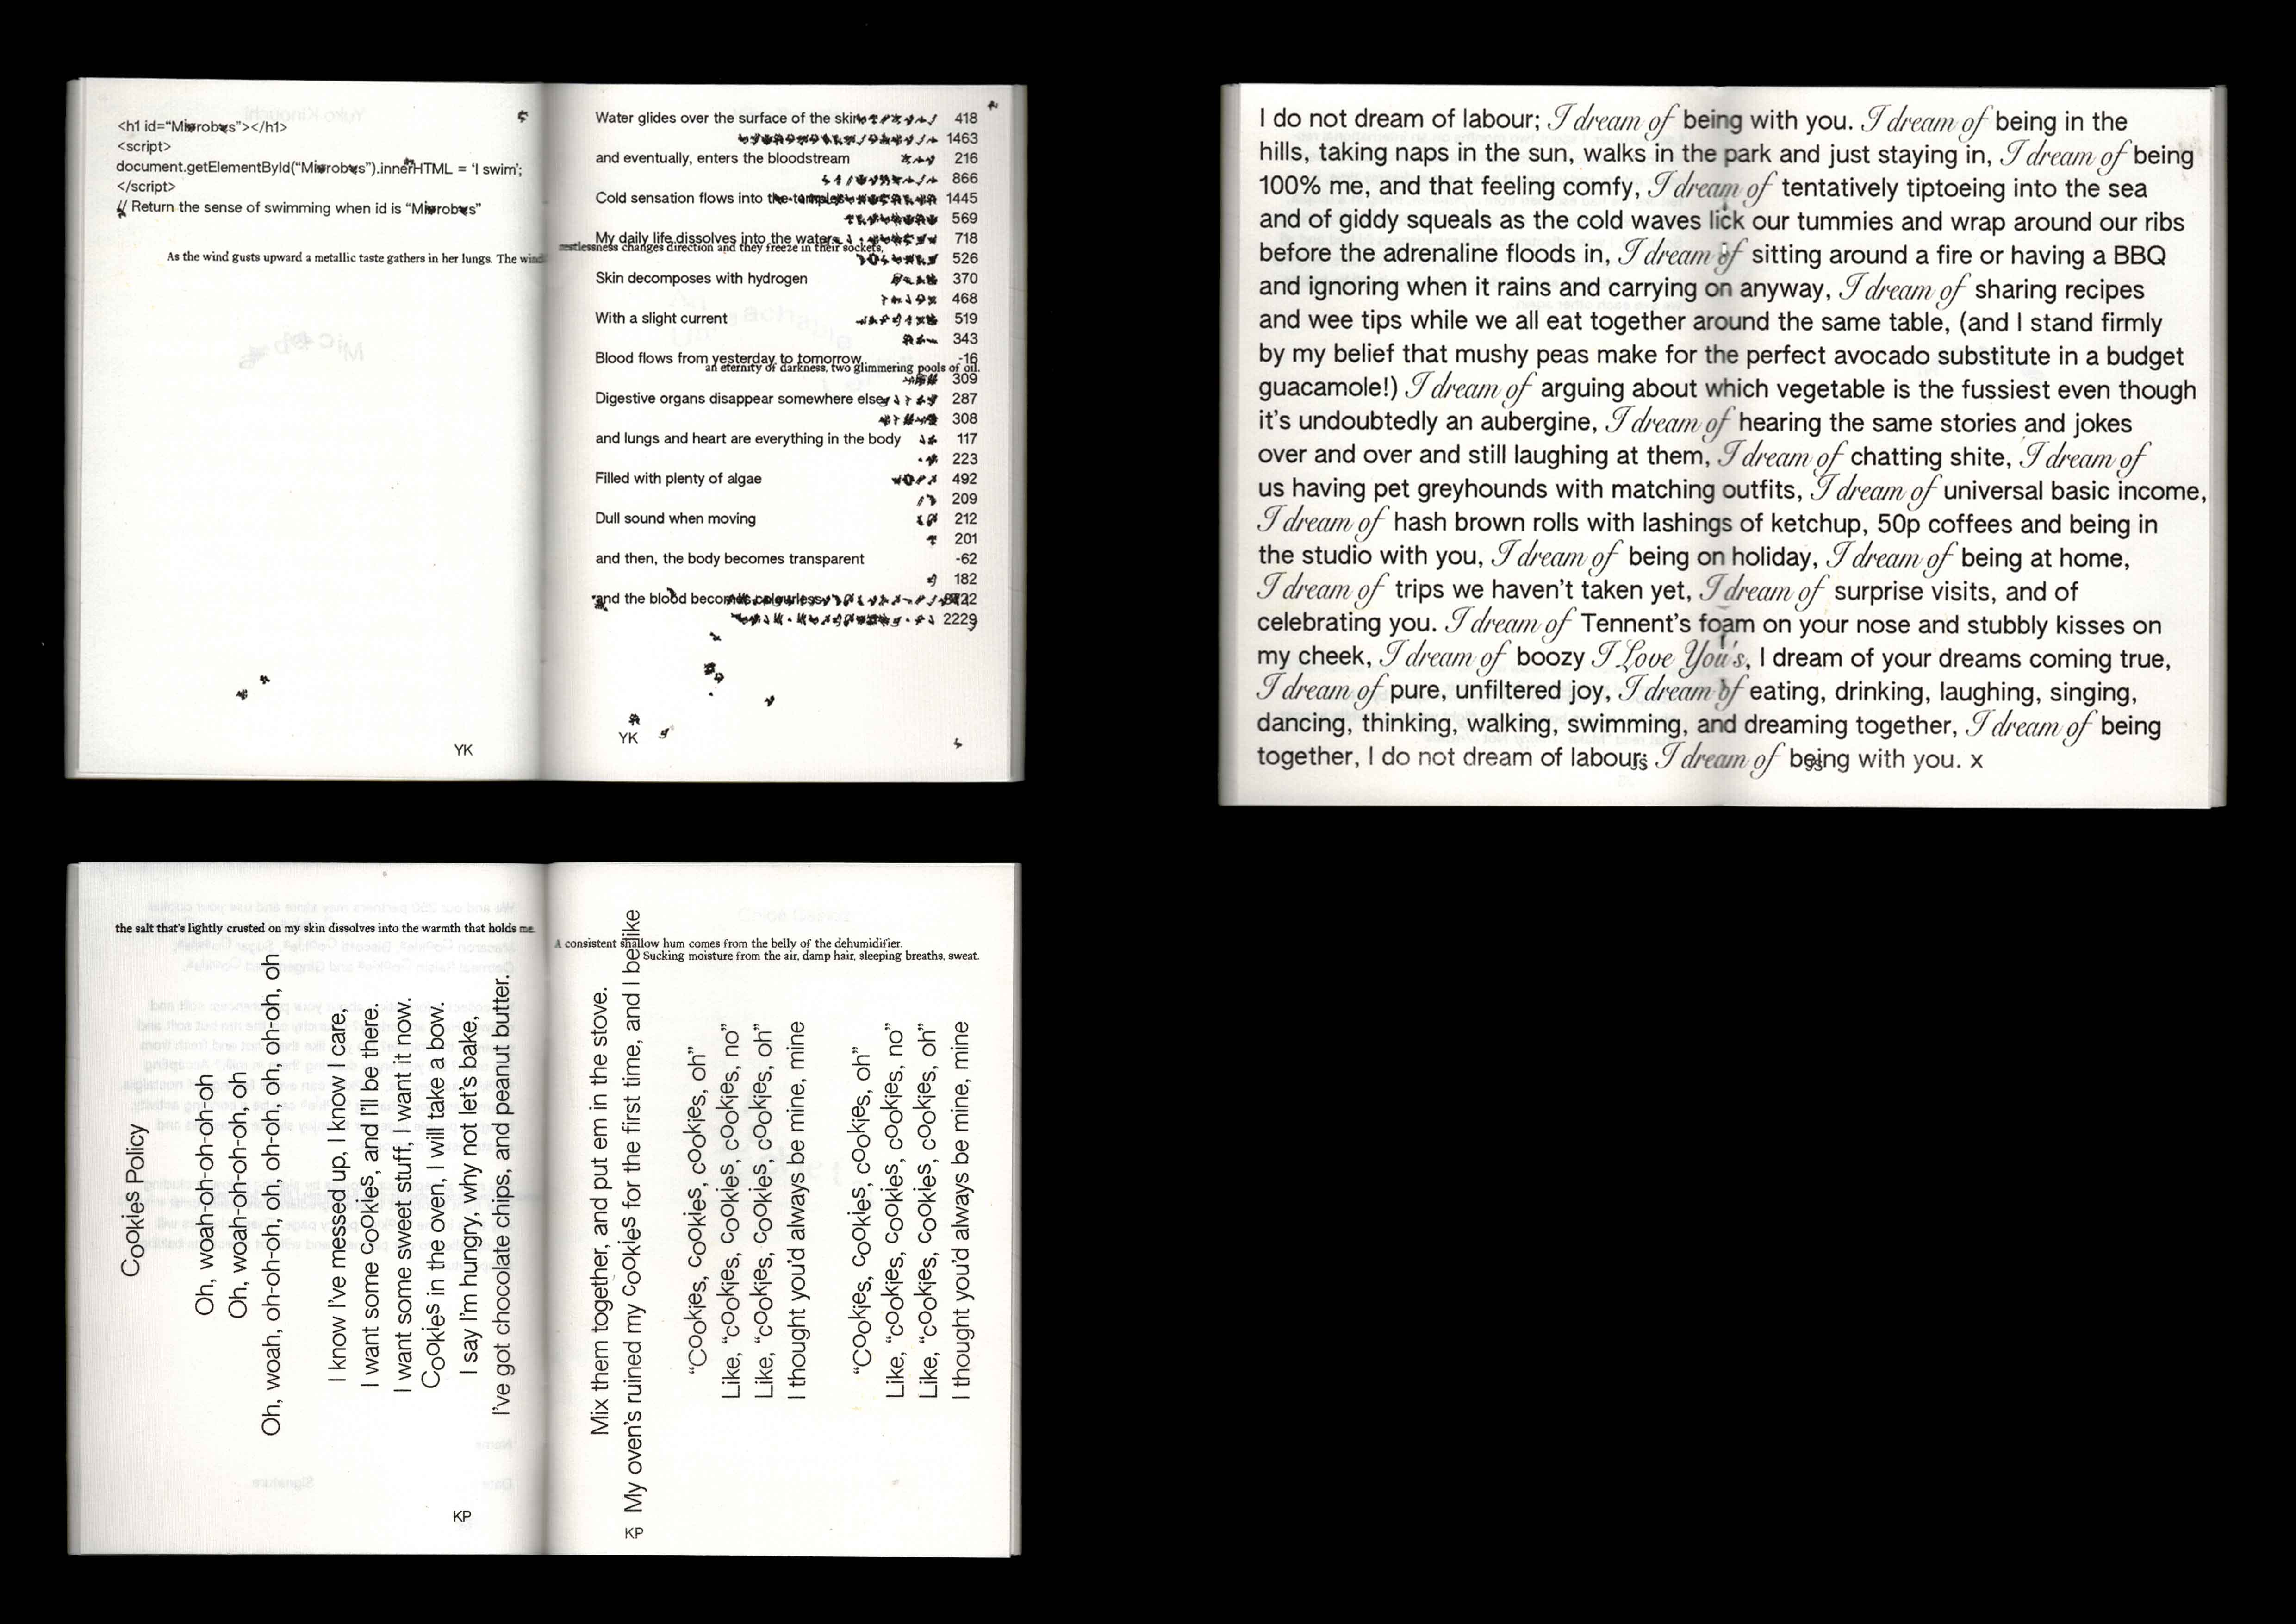 <h1 id="Microbes"></h1>
<script>
document.getElementById("Microbes").innerHTML = 'I swim';
</script>
// Return the sense of swimming when id is "Microbes"
As the wind gusts upward a metallic taste gathers in her lungs. The wind
YK
Water glides over the surface of the skin 418
1463
and eventually, enters the bloodstream 216
866
Cold sensation flows into the temples 1445
569
My daily life dissolves into the water 718
restlessness changes direction and they freeze in their sockets,
526
Skin decomposes with hydrogen 370
468
With a slight current 519
343
Blood flows from yesterday to tomorrow -16
an eternity of darkness, two glimmering pools of oil.
309
Digestive organs disappear somewhere else 287
308
and lungs and heart are everything in the body 117
223
Filled with plenty of algae 492
209
Dull sound when moving 212
201
and then, the body becomes transparent -62
182
and the blood becomes colourless
2229
YK
I do not dream of labour; I dream of being with you. I dream of being in the
hills, taking naps in the sun, walks in the park and just staying in, I dream of being
100% me, and that feeling comfy, I dream of tentatively tiptoeing into the sea
and of giddy squeals as the cold waves lick our tummies and wrap around our ribs
before the adrenaline floods in, I dream of sitting around a fire or having a BBQ
and ignoring when it rains and carrying on anyway, I dream of sharing recipes
and wee tips while we all eat together around the same table, (and I stand firmly
by my belief that mushy peas make for the perfect avocado substitute in a budget
guacamole!) I dream of arguing about which vegetable is the fussiest even though
it's undoubtedly an aubergine, I dream of hearing the same stories and jokes
over and over and still laughing at them, I dream of chatting shite, I dream of
us having pet greyhounds with matching outfits, I dream of universal basic income,
I dream of hash brown rolls with lashings of ketchup, 50p coffees and being in
the studio with you, I dream of being on holiday, I dream of being at home,
I dream of trips we haven't taken yet, I dream of surprise visits, and of
celebrating you. I dream of Tennent's foam on your nose and stubbly kisses on
my cheek, I dream of boozy I Love You's, I dream of your dreams coming true,
I dream of pure, unfiltered joy, I dream of eating, drinking, laughing, singing,
dancing, thinking, walking, swimming, and dreaming together, I dream of being
together, I do not dream of labour; I dream of being with you. x
the salt that's lightly crusted on my skin dissolves into the warmth that holds me.
Cookies Policy
Oh, woah-oh-oh-oh-oh
Oh, woah-oh-oh-oh, oh
Oh, woah, oh-oh-oh, oh, oh-oh, oh-oh, oh, oh-oh, oh
I know I've messed up, I know I care,
I want some cookies, and I'll be there.
I want some sweet stuff, I want it now.
Cookies in the oven, I will take a bow.
I say I'm hungry, why not let's bake,
I've got chocolate chips, and peanut butter.
KP
A consistent shallow hum comes from the belly of the dehumidifier.
Sucking moisture from the air, damp hair, sleeping breaths, sweat.
Mix them together, and put em in the stove.
My oven's ruined my cookies for the first time, and I be like
"Cookies, cookies, cookies, oh"
Like, "cookies, cookies, cookies, no"
Like, "cookies, cookies, cookies, oh"
I thought you'd always be mine, mine
"Cookies, cookies, cookies, oh"
Like, "cookies, cookies, cookies, no"
Like, "cookies, cookies, cookies, oh"
I thought you'd always be mine, mine
KP